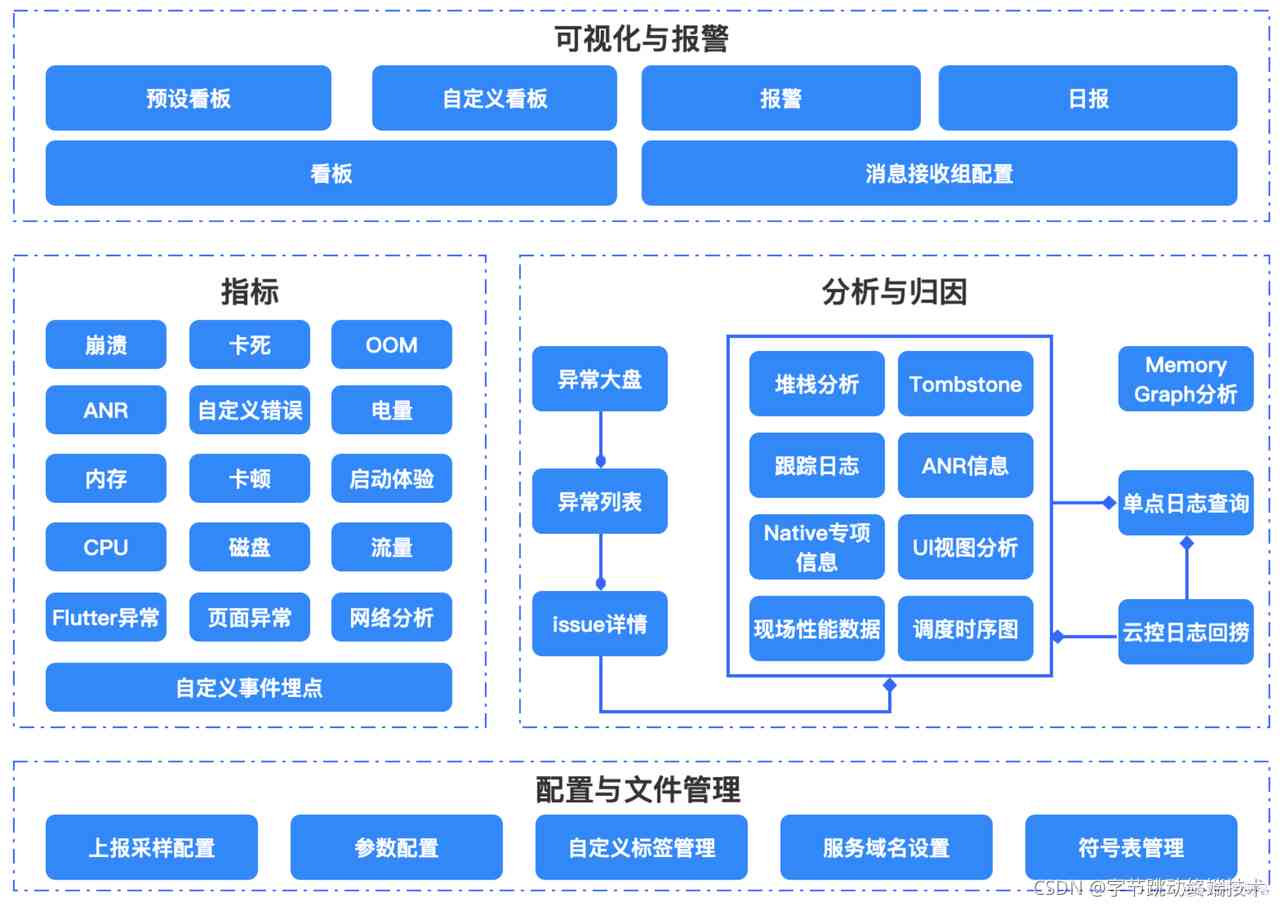 可视化与报警
预设看板
自定义看板
报警
日报
看板
消息接收组配置
指标
崩溃
卡死
OOM
ANR
自定义错误
电量
内存
卡顿
启动体验
CPU
磁盘
流量
Flutter异常
页面异常
网络分析
自定义事件埋点
分析与归因
异常大盘
异常列表
issue详情
堆栈分析
Tombstone
跟踪日志
ANR信息
Native专项
信息
UI视图分析
现场性能数据
调度时序图
Memory
Graph分析
单点日志查询
云控日志回捞
配置与文件管理
上报采样配置
参数配置
自定义标签管理
服务域名设置
符号表管理
CSDN @字节跳动终端技术